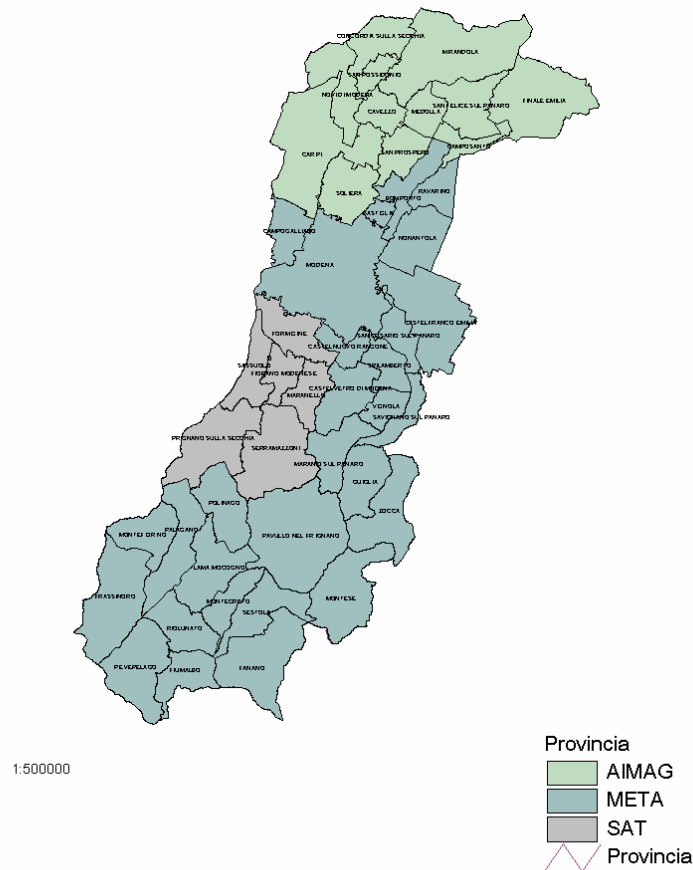 CONCORDIA SULLA SECCHIA
MIRANDOLA
SAN POSSIDONIO
NOVI DI MODENA
FINALE EMILIA
SAN FELICE SUL PANARO
CAVEZZO
MEDOLLA
CAMPOSANTO
CARPI
SAN PROSPERO
SOLIERA
RAVARINO
BOMPORTO
BASTIGLIA
CAMPOGALLIANO
NONANTOLA
MODENA
CASTELFRANCO EMILIA
FORMIGINE
SAN CESARIO SUL PANARO
CASTELNUOVO RANGONE
SASSUOLO
SPILAMBERTO
FIORANO MODENESE
CASTELVETRO DI MODENA
MARANELLO
VIGNOLA
SAVIGNANO SUL PANARO
PRIGNANO SULLA SECCHIA
SERRAMAZZONI
MARANO SUL PANARO
GUIGLIA
POLINAGO
ZOCCA
PALAGANO
MONTEFIORINO
PAVULLO NEL FRIGNANO
LAMA MOCOGNO
FRASSINORO
MONTECRETO
MONTESE
SESTOLA
RIOLUNATO
PIEVEPELAGO
FIUMALBO
FANANO
1:500000
Provincia
AIMAG
META
SAT
Provincia